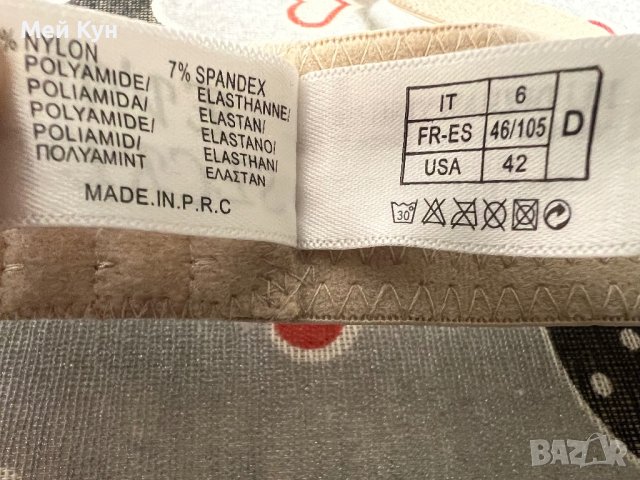 Мей Кун
% NYLON
POLYAMIDE/
POLIAMIDA/
POLYAMIDE/
POLIAMID/
ΠΟΛΥΑΜΙΝΤ
7% SPANDEX
ELASTHANNE/
ELASTAN/
ELASTANO/
ELASTHAN/
ΕΛΑΣΤΑΝ
MADE.IN.P.R.C
IT 6
FR-ES 46/105
USA 42
D
30°
BAZAR